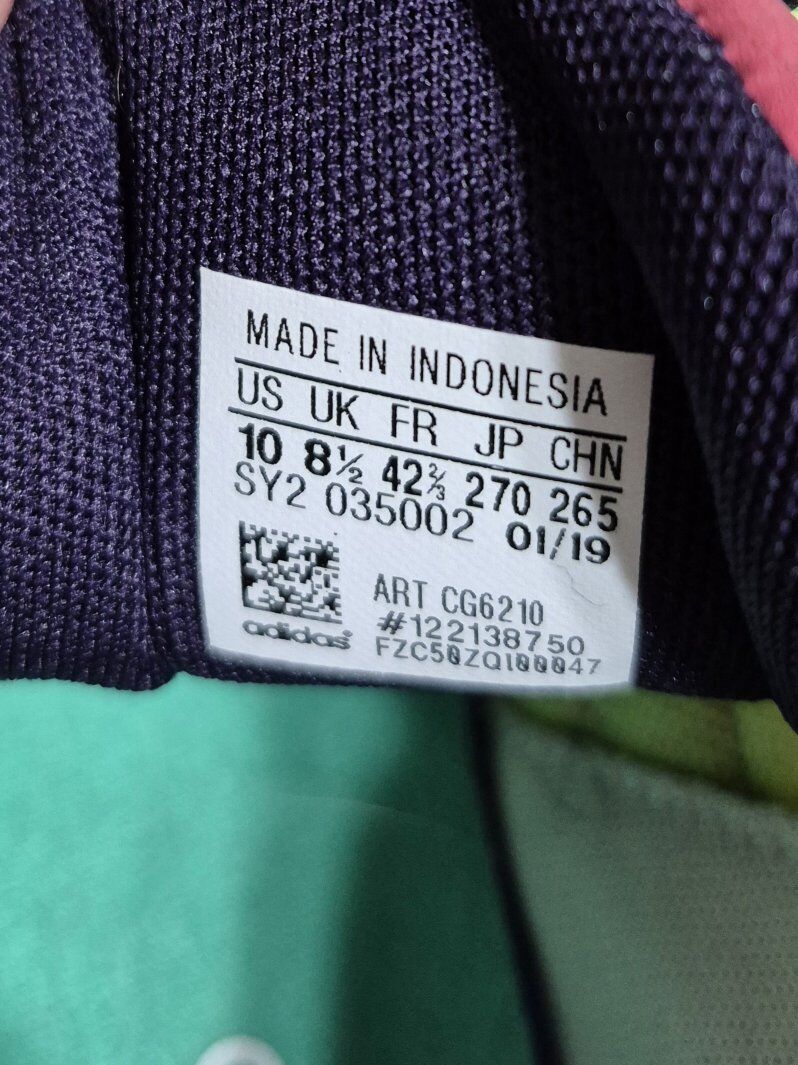 MADE IN INDONESIA
US UK FR JP CHN
10 8½ 42⅔ 270 265
SY2 035002 01/19
ART CG6210
#122138750
FZC50ZQI00047
adidas